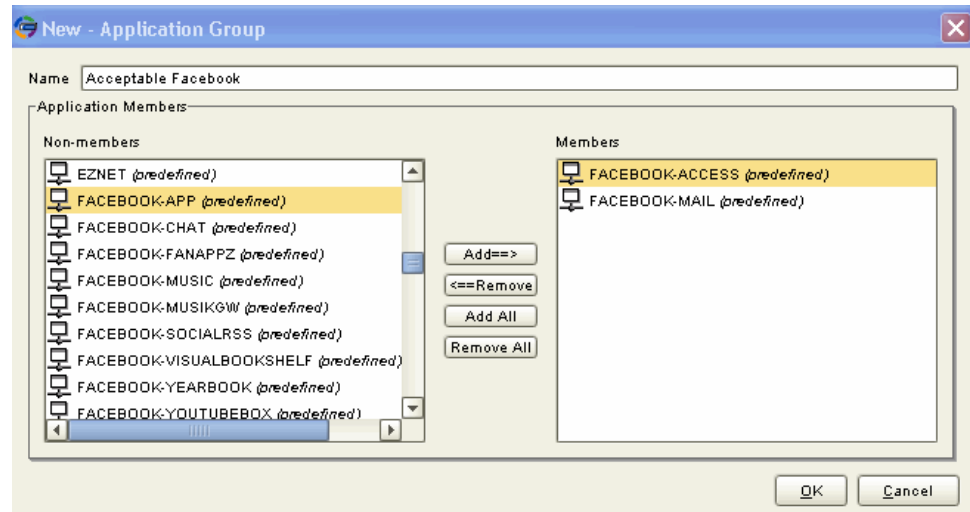 New - Application Group
Name Acceptable Facebook
Application Members
Non-members
EZNET (predefined)
FACEBOOK-APP (predefined)
FACEBOOK-CHAT (predefined)
FACEBOOK-FANAPPZ (predefined)
FACEBOOK-MUSIC (predefined)
FACEBOOK-MUSIKGW (predefined)
FACEBOOK-SOCIALRSS (predefined)
FACEBOOK-VISUALBOOKSHELF (predefined)
FACEBOOK-YEARBOOK (predefined)
FACEBOOK-YOUTUBEBOX (predefined)
Add==>
<==Remove
Add All
Remove All
Members
FACEBOOK-ACCESS (predefined)
FACEBOOK-MAIL (predefined)
OK
Cancel